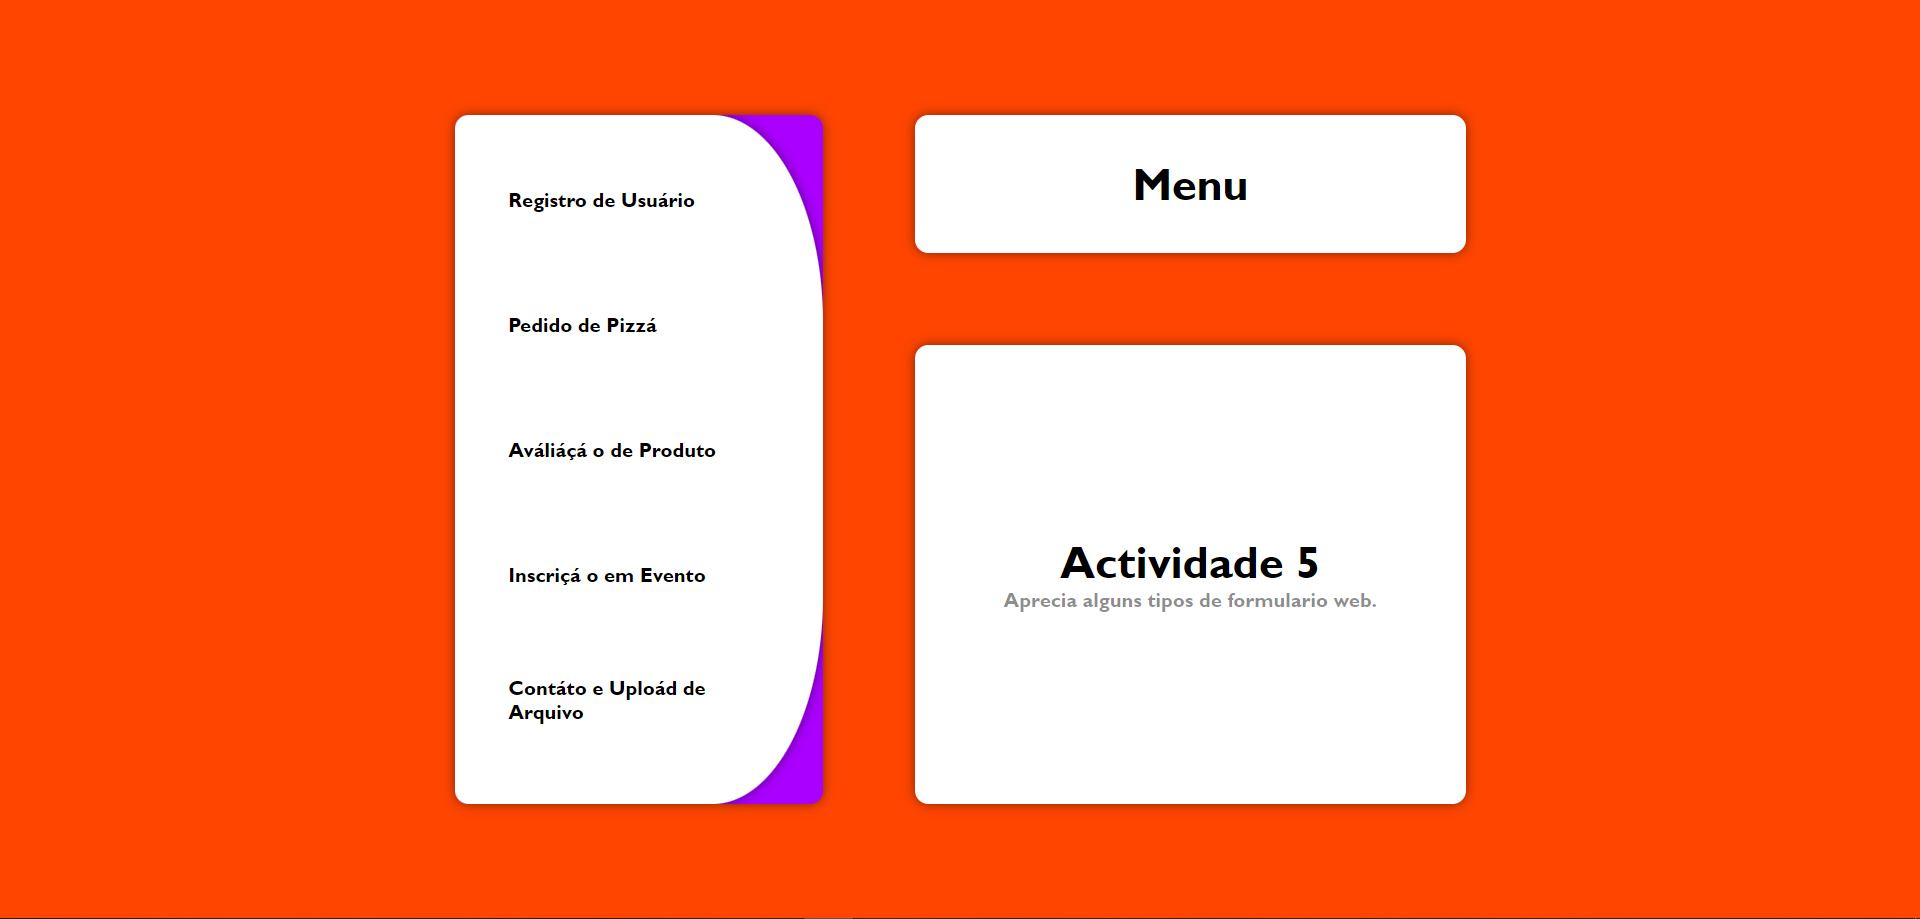 Registro de Usuário
Pedido de Pizzá
Aváliáçá o de Produto
Inscriçá o em Evento
Contáto e Uploád de
Arquivo
Menu
Actividade 5
Aprecia alguns tipos de formulario web.